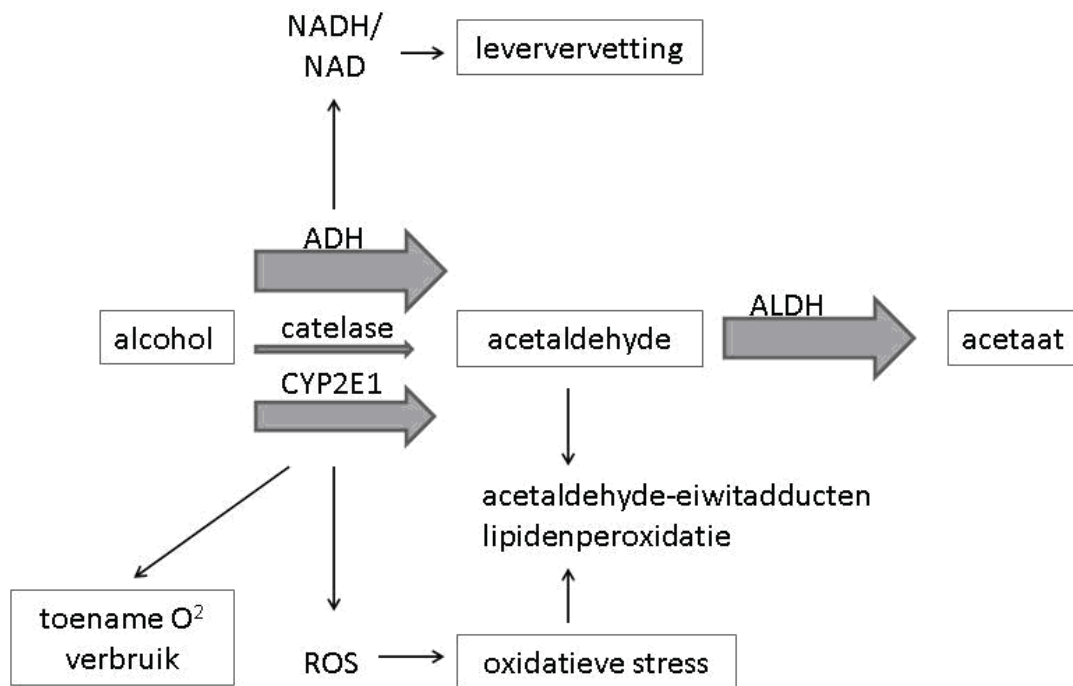 NADH/
NAD
leververvetting
ADH
alcohol
catelase
acetaldehyde
ALDH
acetaat
CYP2E1
acetaldehyde-eiwitadducten
lipidenperoxidatie
toename O²
verbruik
ROS
oxidatieve stress